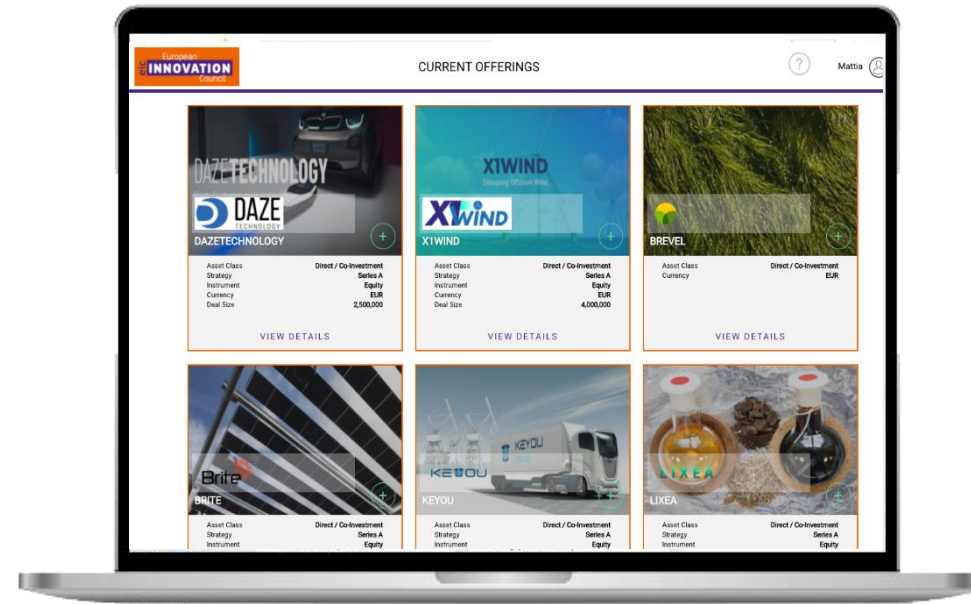 European
eic INNOVATION
Council
CURRENT OFFERINGS
?
Mattia
DAZETECHNOLOGY
DAZE
TECHNOLOGY
DAZETECHNOLOGY
+
Asset Class Direct / Co-Investment
Strategy Series A
Instrument Equity
Currency EUR
Deal Size 2,500,000
VIEW DETAILS
X1WIND
Disrupting Offshore Wind
X1WiND
X1WIND
+
Asset Class Direct / Co-Investment
Strategy Series A
Instrument Equity
Currency EUR
Deal Size 4,000,000
VIEW DETAILS
BREVEL
+
Asset Class Direct / Co-Investment
Currency EUR
VIEW DETAILS
Brite
BRITE
+
Asset Class Direct / Co-Investment
Strategy Series A
Instrument Equity
KEYOU
KEYOU
KEYOU
+
Asset Class Direct / Co-Investment
Strategy Series A
Instrument Equity
LIXEA
LIXEA
+
Asset Class Direct / Co-Investment
Strategy Series A
Instrument Equity